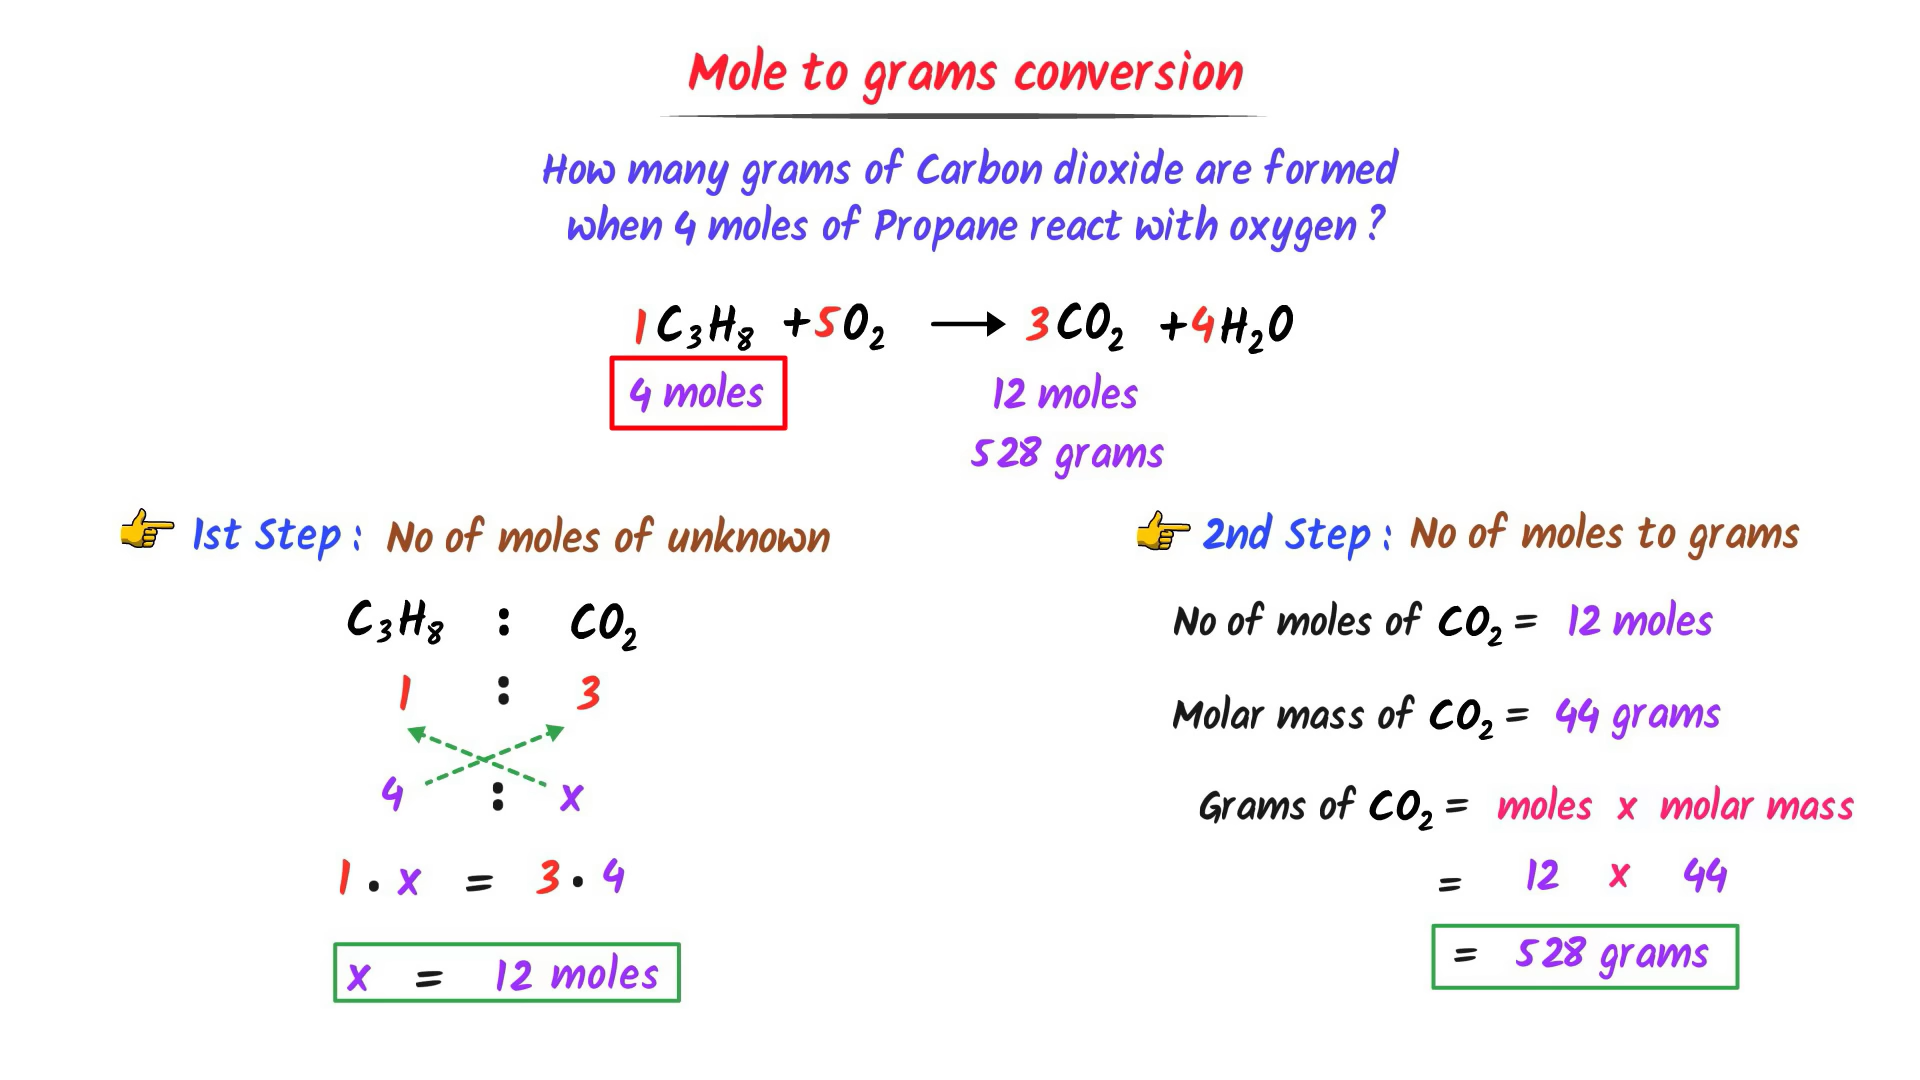 Mole to grams conversion
How many grams of Carbon dioxide are formed
when 4 moles of Propane react with oxygen ?
1 C₃H₈ + 5O₂ ⟶ 3CO₂ + 4H₂O
4 moles 12 moles
528 grams
1st Step : No of moles of unknown
C₃H₈ : CO₂
1 : 3
4 : x
1 . x = 3 . 4
x = 12 moles
2nd Step : No of moles to grams
No of moles of CO₂ = 12 moles
Molar mass of CO₂ = 44 grams
Grams of CO₂ = moles x molar mass
= 12 x 44
= 528 grams